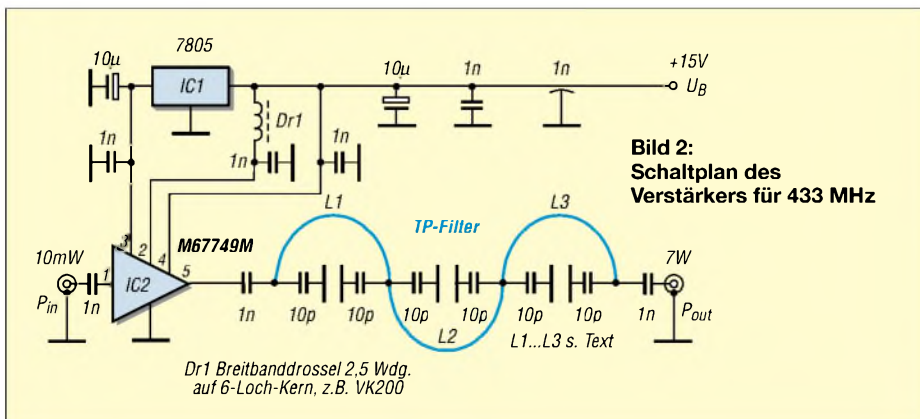 7805
10µ
IC1
10µ
1n
1n
+15V
U_B
Dr1
1n
1n
1n
Bild 2:
Schaltplan des
Verstärkers für 433 MHz
L1
TP-Filter
L3
3
2
4
M67749M
10mW
1
IC2
5
7W
P_in
1n
1n
10p
10p
10p
10p
10p
10p
1n
P_out
L2
L1...L3 s. Text
Dr1 Breitbanddrossel 2,5 Wdg.
auf 6-Loch-Kern, z.B. VK200